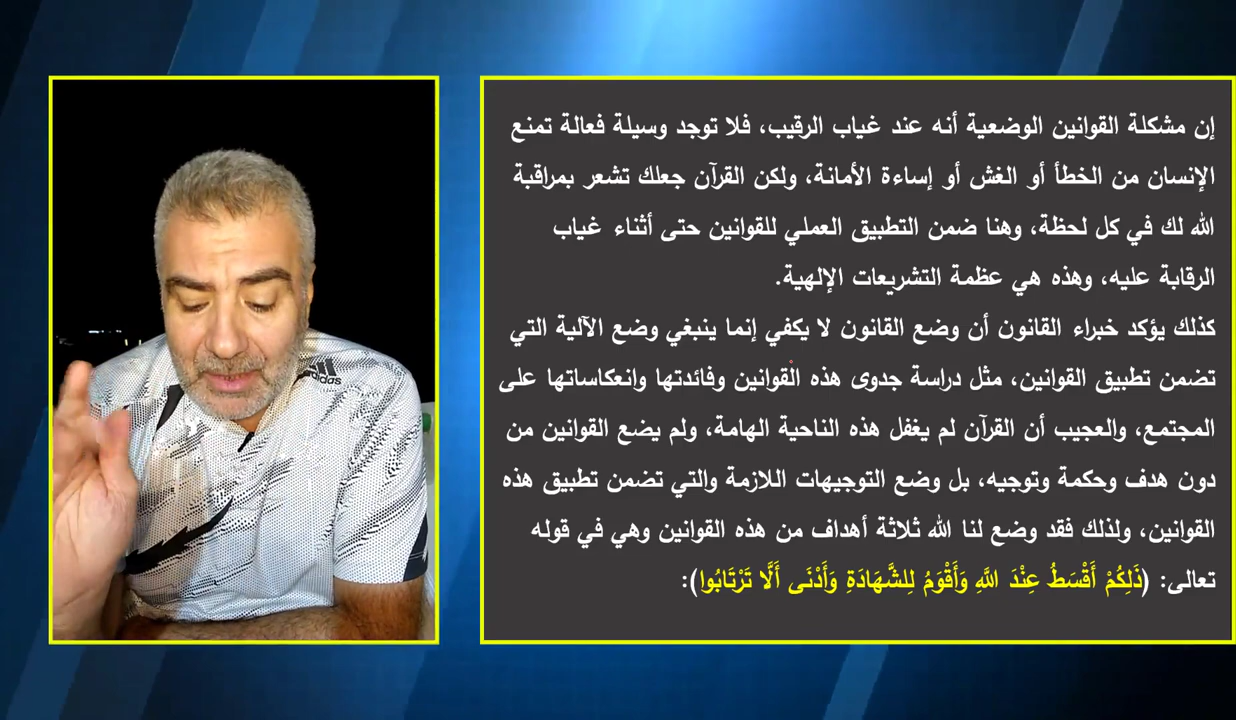 إن مشكلة القوانين الوضعية أنه عند غياب الرقيب، فلا توجد وسيلة فعالة تمنع
الإنسان من الخطأ أو الغش أو إساءة الأمانة، ولكن القرآن جعلك تشعر بمراقبة
الله لك في كل لحظة، وهنا ضمن التطبيق العملي للقوانين حتى أثناء غياب
الرقابة عليه، وهذه هي عظمة التشريعات الإلهية.
كذلك يؤكد خبراء القانون أن وضع القانون لا يكفي إنما ينبغي وضع الآلية التي
تضمن تطبيق القوانين، مثل دراسة جدوى هذه القوانين وفائدتها وانعكاساتها على
المجتمع، والعجيب أن القرآن لم يغفل هذه الناحية الهامة، ولم يضع القوانين من
دون هدف وحكمة وتوجيه، بل وضع التوجيهات اللازمة والتي تضمن تطبيق هذه
القوانين، ولذلك فقد وضع لنا الله ثلاثة أهداف من هذه القوانين وهي في قوله
تعالى: (ذَلِكُمْ أَقْسَطُ عِنْدَ اللَّهِ وَأَقْوَمُ لِلشَّهَادَةِ وَأَدْنَى أَلَّا تَرْتَابُوا):
adidas